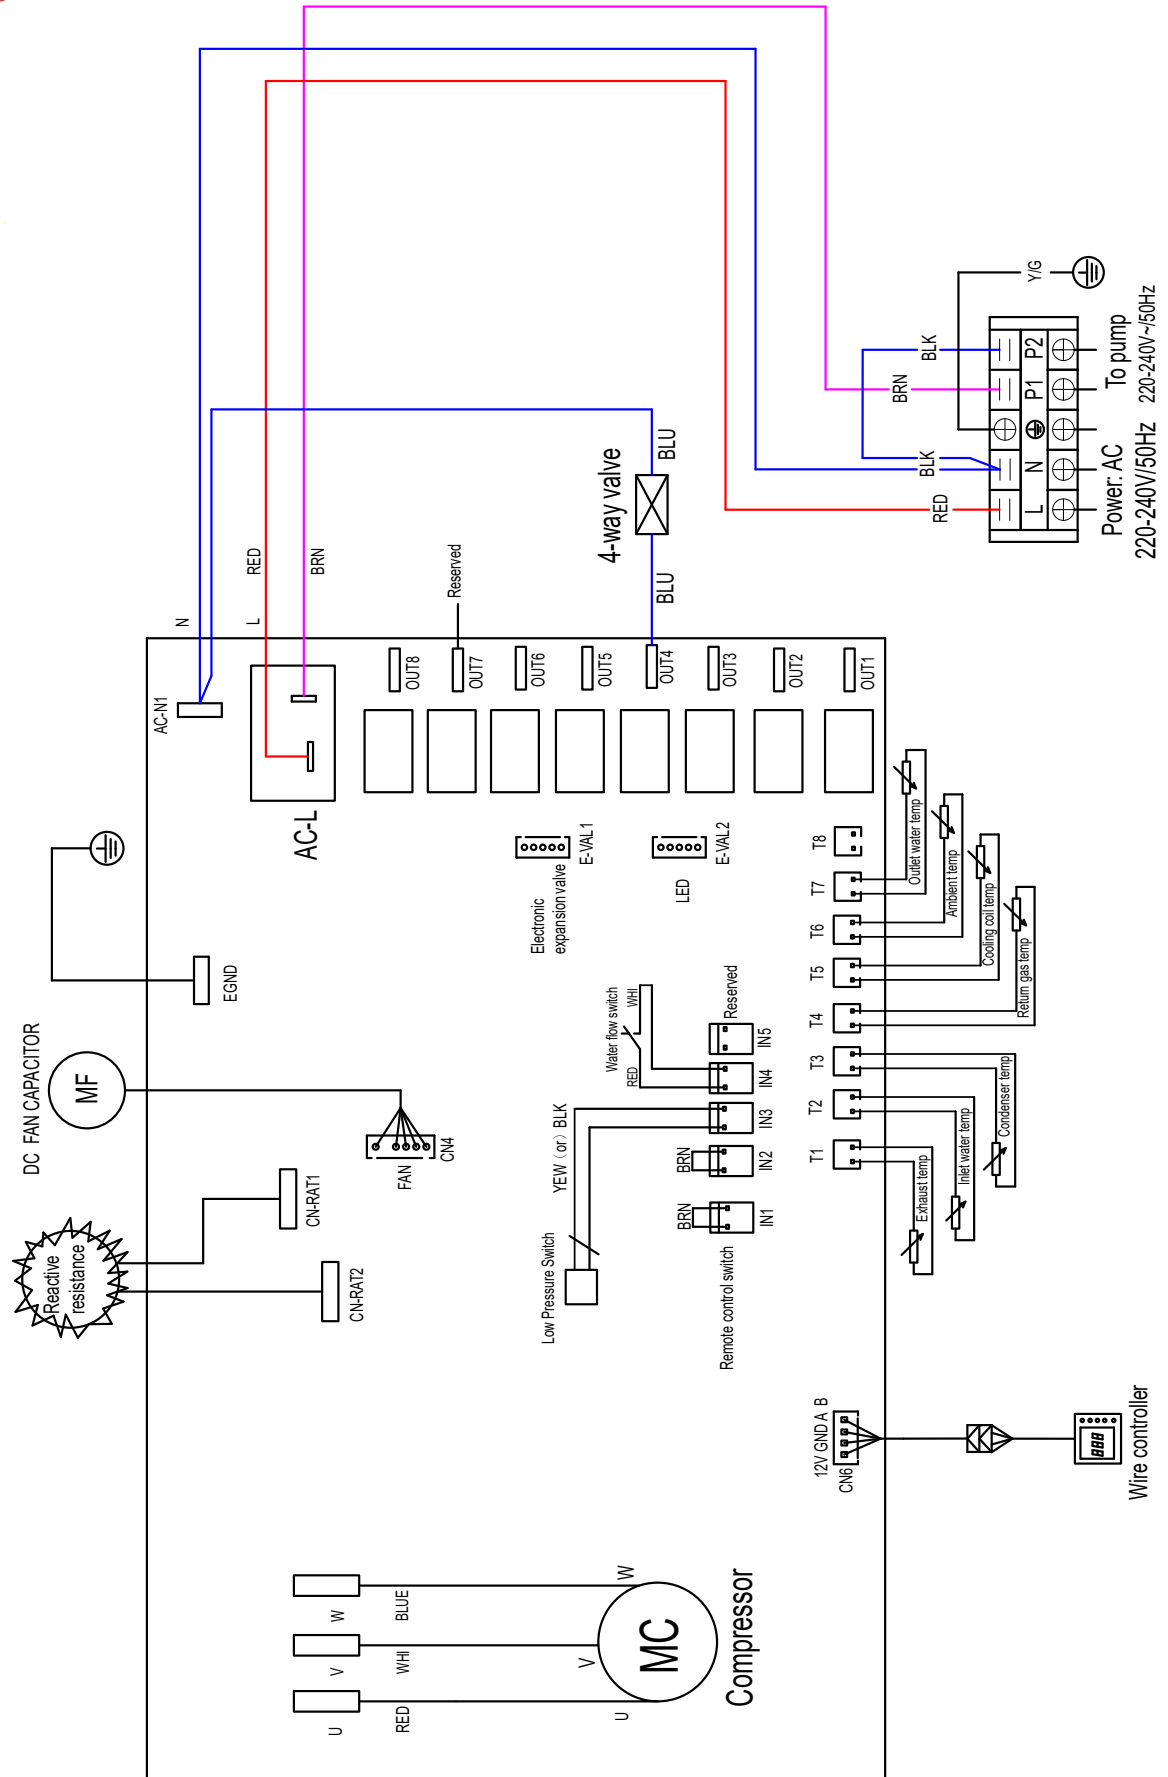 N
AC-N1
RED
L
BRN
AC-L
Reserved
OUT8
OUT7
OUT6
OUT5
OUT4
OUT3
OUT2
OUT1
4-way valve
BLU
BLU
Y/G
BLK
BRN
BLK
RED
P2
P1
N
L
To pump
220-240V~/50Hz
Power: AC
220-240V/50Hz
EGND
DC FAN CAPACITOR
MF
CN4
FAN
Reactive
resistance
CN-RAT1
CN-RAT2
Electronic
expansion valve
E-VAL1
LED
E-VAL2
Water flow switch
WHI
RED
Reserved
IN5
IN4
IN3
IN2
IN1
YEW（or）BLK
BRN
BRN
Low Pressure Switch
Remote control switch
T8
T7
T6
T5
T4
T3
T2
T1
Outlet water temp
Ambient temp
Cooling coil temp
Return gas temp
Condenser temp
Inlet water temp
Exhaust temp
12V GND A B
CN6
888
Wire controller
W
V
U
BLUE
WHI
RED
W
V
U
MC
Compressor